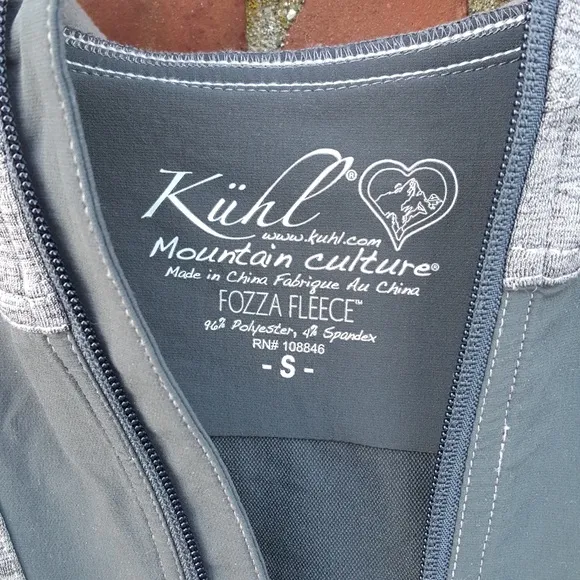 Kühl®
www.kuhl.com
Mountain culture®
Made in China Fabrique Au China
FOZZA FLEECE™
96% Polyester, 4% Spandex
RN# 108846
- S -